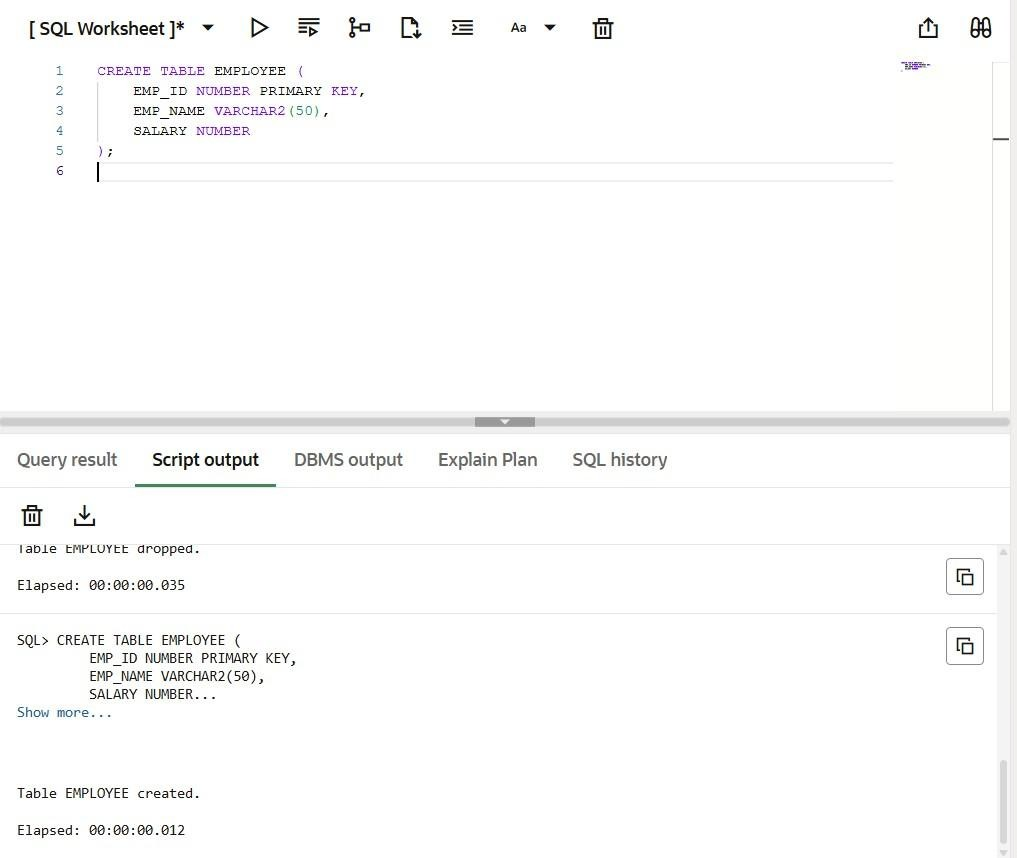 [ SQL Worksheet ]* Aa
1 CREATE TABLE EMPLOYEE (
2 EMP_ID NUMBER PRIMARY KEY,
3 EMP_NAME VARCHAR2(50),
4 SALARY NUMBER
5 );
6
Query result Script output DBMS output Explain Plan SQL history
Table EMPLOYEE dropped.
Elapsed: 00:00:00.035
SQL> CREATE TABLE EMPLOYEE (
EMP_ID NUMBER PRIMARY KEY,
EMP_NAME VARCHAR2(50),
SALARY NUMBER...
Show more...
Table EMPLOYEE created.
Elapsed: 00:00:00.012